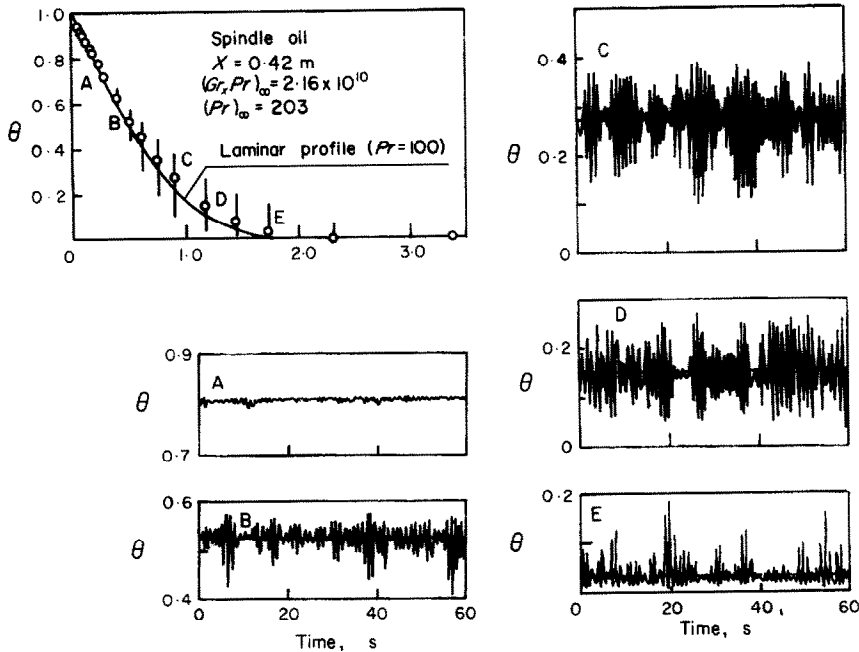 1·0
0·8
0·6
0·4
0·2
θ
0
1·0
2·0
3·0
Spindle oil
X = 0·42 m
(Grₓ Pr)∞ = 2·16 x 10¹⁰
(Pr)∞ = 203
Laminar profile (Pr=100)
A
B
C
D
E
0·9
θ
0·7
A
0·6
θ
0·4
B
0
20
40
60
Time, s
0·4
θ
0·2
0
C
0·2
θ
0
D
0·2
θ
0
E
0
20
40
60
Time, s